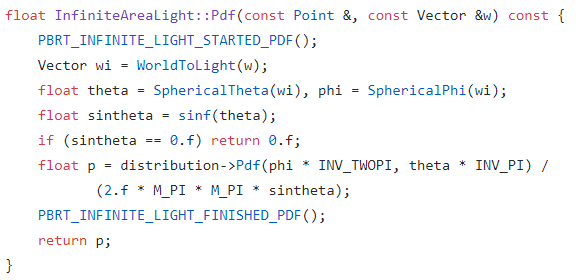 float InfiniteAreaLight::Pdf(const Point &, const Vector &w) const {
    PBRT_INFINITE_LIGHT_STARTED_PDF();
    Vector wi = WorldToLight(w);
    float theta = SphericalTheta(wi), phi = SphericalPhi(wi);
    float sintheta = sinf(theta);
    if (sintheta == 0.f) return 0.f;
    float p = distribution->Pdf(phi * INV_TWOPI, theta * INV_PI) /
           (2.f * M_PI * M_PI * sintheta);
    PBRT_INFINITE_LIGHT_FINISHED_PDF();
    return p;
}